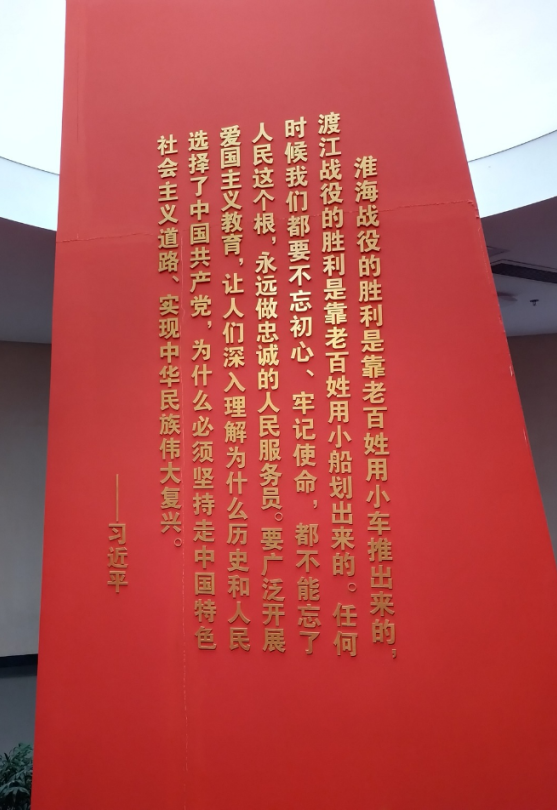 淮海战役的胜利是靠老百姓用小车推出来的，
渡江战役的胜利是靠老百姓用小船划出来的。任何
时候我们都要不忘初心、牢记使命，都不能忘了
人民这个根，永远做忠诚的人民服务员。要广泛开展
爱国主义教育，让人们深入理解为什么历史和人民
选择了中国共产党，为什么必须坚持走中国特色
社会主义道路、实现中华民族伟大复兴。
——习近平